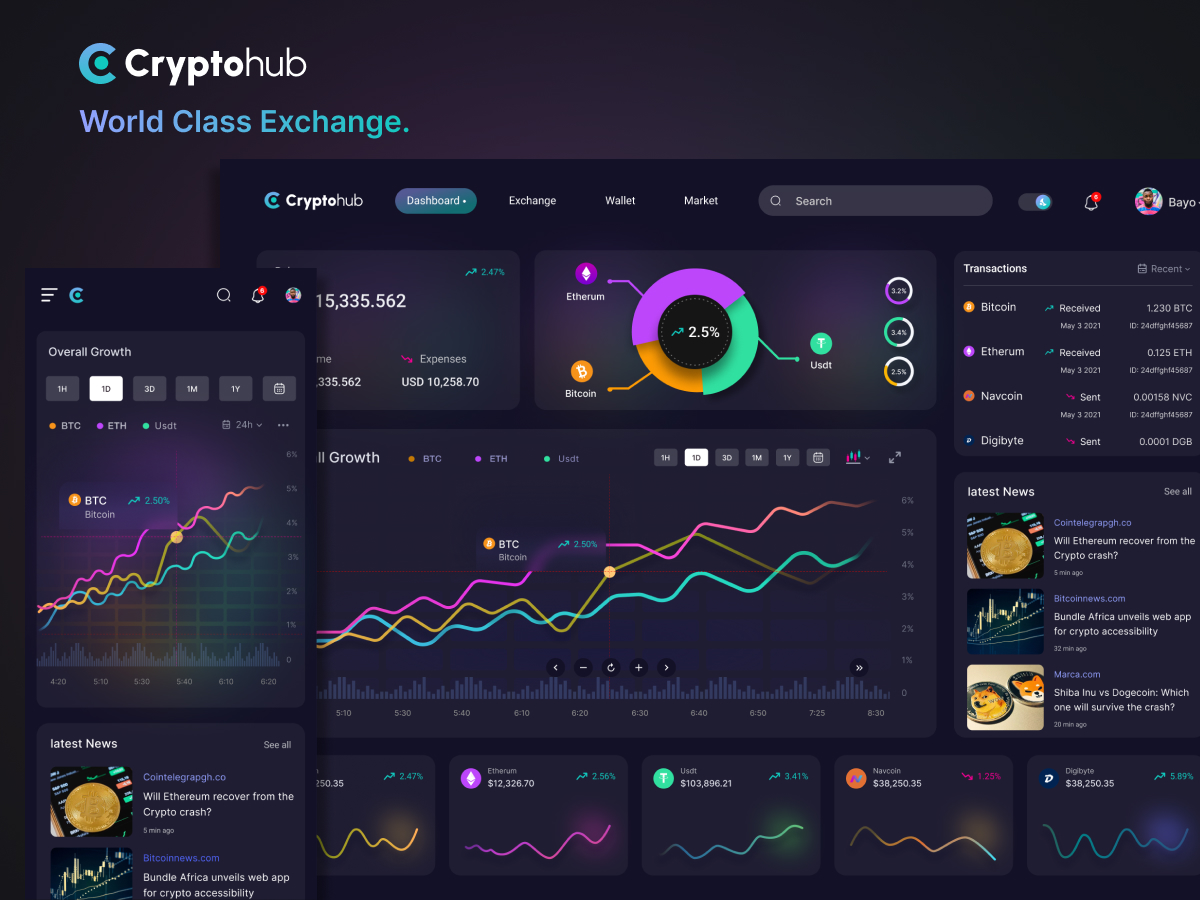 Cryptohub
World Class Exchange.
Cryptohub
Dashboard
Exchange
Wallet
Market
Search
6
Bayo
2.47%
15,335.562
me
Expenses
,335.562
USD 10,258.70
Etherum
Bitcoin
2.5%
Usdt
3.2%
3.4%
2.5%
Transactions
Recent
Bitcoin
Received
1.230 BTC
May 3 2021
ID: 24dffghf45687
Etherum
Received
0.125 ETH
May 3 2021
ID: 24dffghf45687
Navcoin
Sent
0.00158 NVC
May 3 2021
ID: 24dffghf45687
Digibyte
Sent
0.0001 DGB
ll Growth
BTC
ETH
Usdt
1H
1D
3D
1M
1Y
BTC
2.50%
Bitcoin
6%
5%
4%
3%
2%
1%
0
5:10
5:30
5:40
6:10
6:20
6:30
6:40
6:50
7:25
8:30
latest News
See all
Cointelegrapgh.co
Will Ethereum recover from the
Crypto crash?
5 min ago
Bitcoinnews.com
Bundle Africa unveils web app
for crypto accessibility
32 min ago
Marca.com
Shiba Inu vs Dogecoin: Which
one will survive the crash?
20 min ago
250.35
2.47%
Etherum
$12,326.70
2.56%
Usdt
$103,896.21
3.41%
Navcoin
$38,250.35
1.25%
Digibyte
$38,250.35
5.89%
6
Overall Growth
1H
1D
3D
1M
1Y
BTC
ETH
Usdt
24h
BTC
2.50%
Bitcoin
6%
5%
4%
3%
2%
1%
0
4:20
5:10
5:30
5:40
6:10
6:20
latest News
See all
Cointelegrapgh.co
Will Ethereum recover from the
Crypto crash?
5 min ago
Bitcoinnews.com
Bundle Africa unveils web app
for crypto accessibility